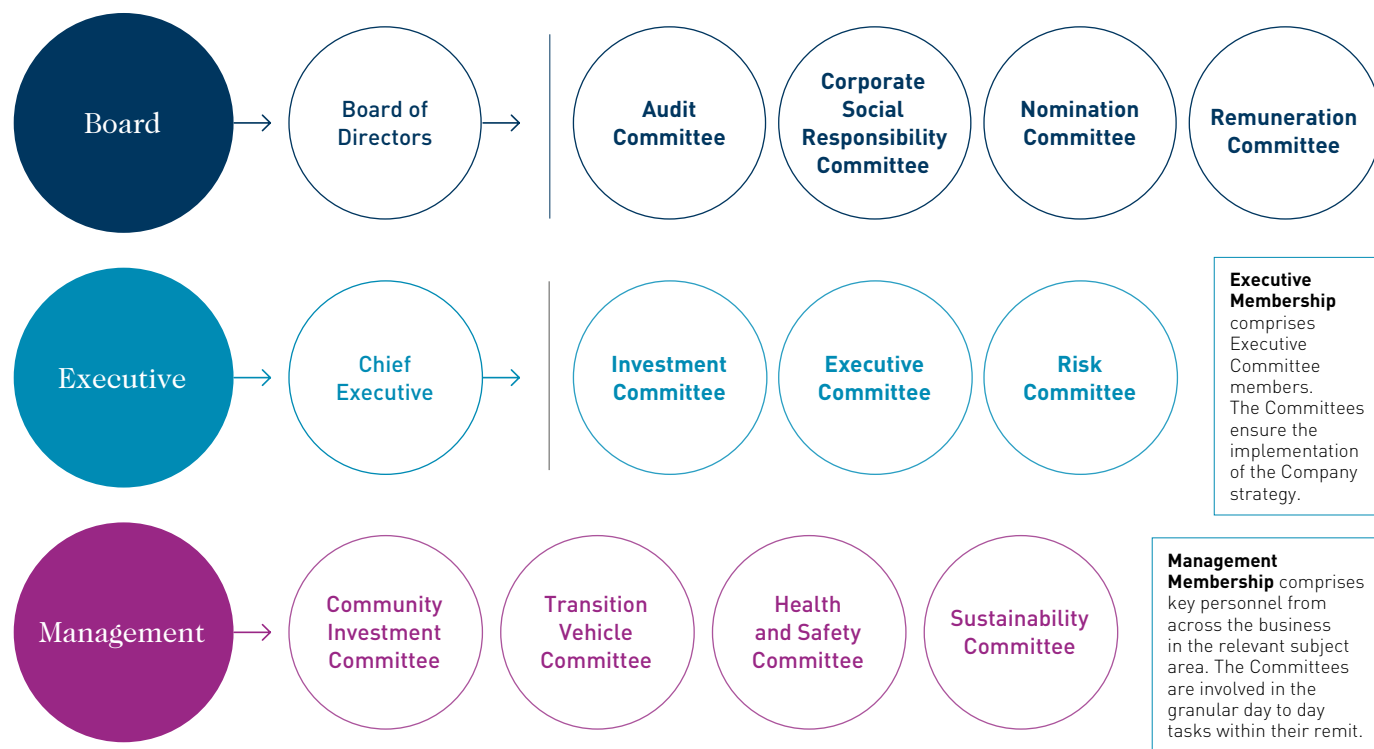 Board
Board of
Directors
Audit
Committee
Corporate
Social
Responsibility
Committee
Nomination
Committee
Remuneration
Committee
Executive
Chief
Executive
Investment
Committee
Executive
Committee
Risk
Committee
Executive
Membership
comprises
Executive
Committee
members.
The Committees
ensure the
implementation
of the Company
strategy.
Management
Community
Investment
Committee
Transition
Vehicle
Committee
Health
and Safety
Committee
Sustainability
Committee
Management
Membership comprises
key personnel from
across the business
in the relevant subject
area. The Committees
are involved in the
granular day to day
tasks within their remit.